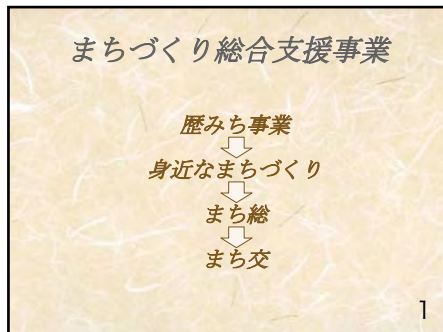 まちづくり総合支援事業
歴みち事業
身近なまちづくり
まち総
まち交
1